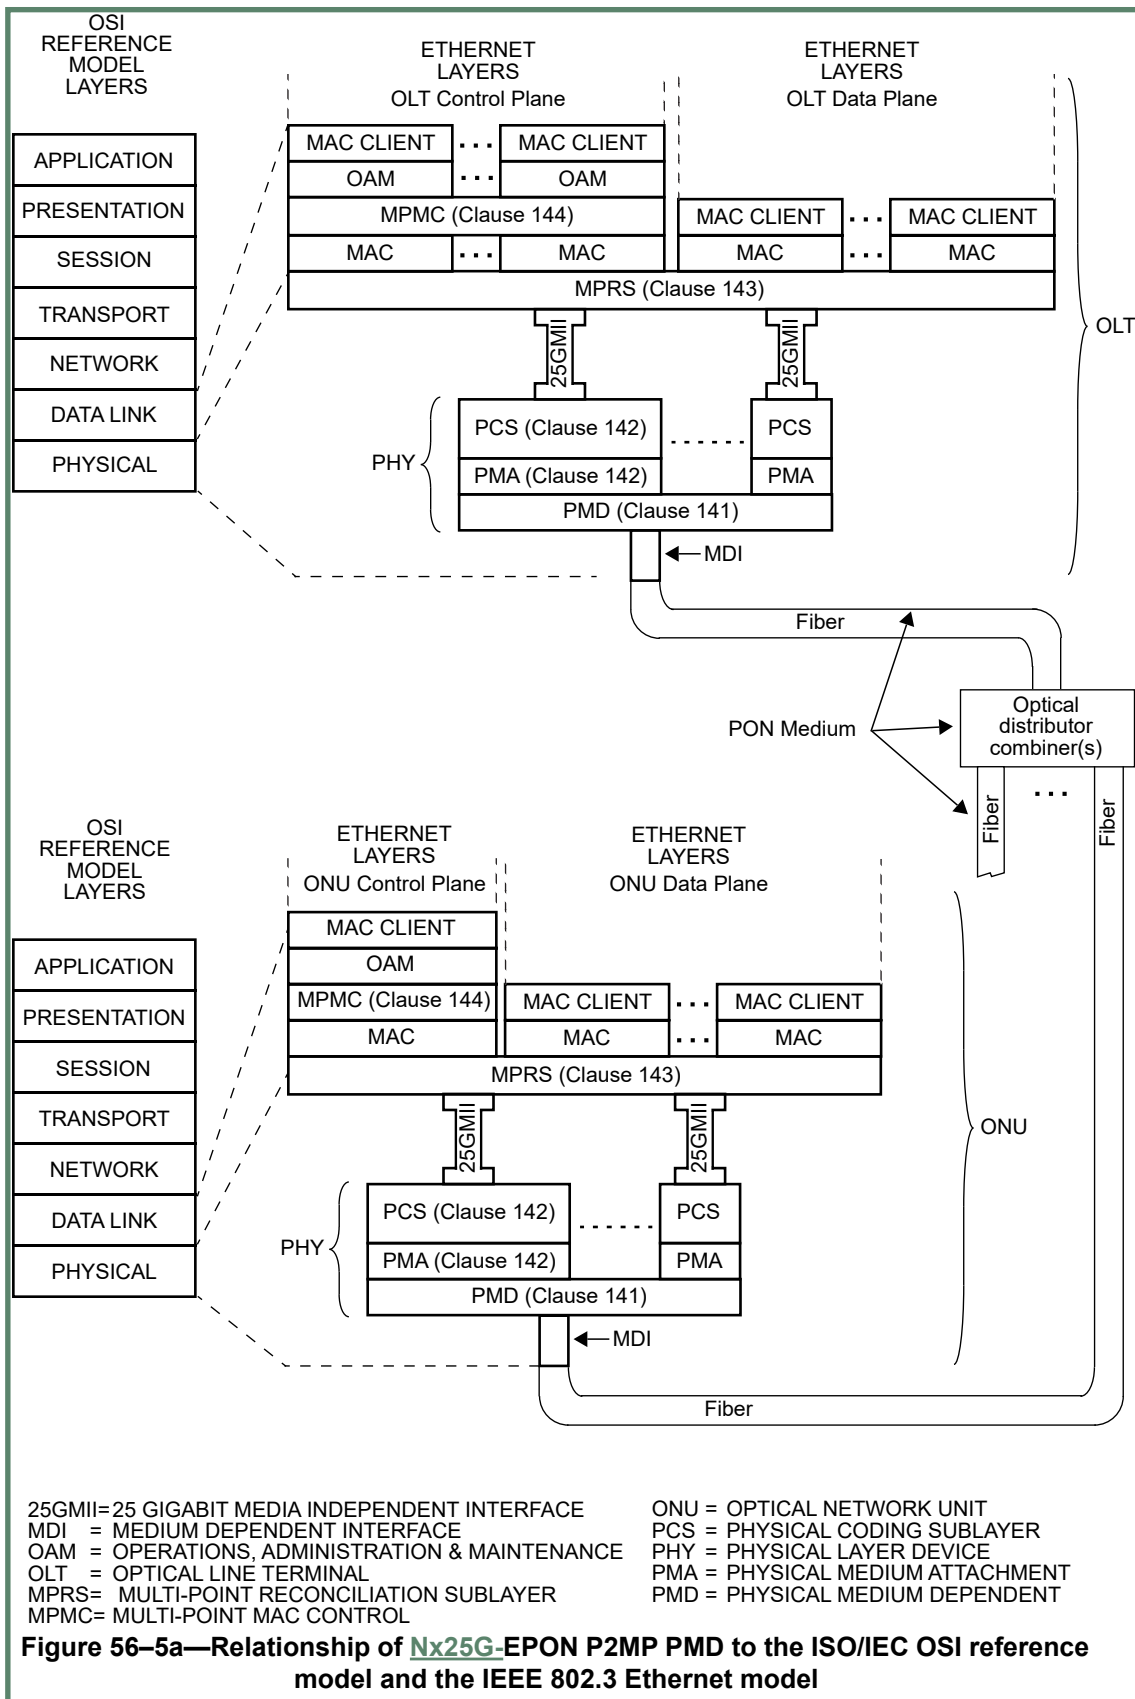 OSI
REFERENCE
MODEL
LAYERS
ETHERNET
LAYERS
OLT Control Plane
ETHERNET
LAYERS
OLT Data Plane
APPLICATION
PRESENTATION
SESSION
TRANSPORT
NETWORK
DATA LINK
PHYSICAL
MAC CLIENT ... MAC CLIENT
OAM ... OAM
MPMC (Clause 144)
MAC ... MAC
MAC CLIENT ... MAC CLIENT
MAC ... MAC
MPRS (Clause 143)
25GMII
25GMII
OLT
PHY
PCS (Clause 142) ....... PCS
PMA (Clause 142)
PMA
PMD (Clause 141)
MDI
Fiber
PON Medium
Optical
distributor
combiner(s)
Fiber
...
Fiber
OSI
REFERENCE
MODEL
LAYERS
ETHERNET
LAYERS
ONU Control Plane
ETHERNET
LAYERS
ONU Data Plane
APPLICATION
PRESENTATION
SESSION
TRANSPORT
NETWORK
DATA LINK
PHYSICAL
MAC CLIENT
OAM
MPMC (Clause 144)
MAC
MAC CLIENT ... MAC CLIENT
MAC ... MAC
MPRS (Clause 143)
25GMII
25GMII
ONU
PHY
PCS (Clause 142) ....... PCS
PMA (Clause 142)
PMA
PMD (Clause 141)
MDI
Fiber
25GMII= 25 GIGABIT MEDIA INDEPENDENT INTERFACE
MDI = MEDIUM DEPENDENT INTERFACE
OAM = OPERATIONS, ADMINISTRATION & MAINTENANCE
OLT = OPTICAL LINE TERMINAL
MPRS= MULTI-POINT RECONCILIATION SUBLAYER
MPMC= MULTI-POINT MAC CONTROL
ONU = OPTICAL NETWORK UNIT
PCS = PHYSICAL CODING SUBLAYER
PHY = PHYSICAL LAYER DEVICE
PMA = PHYSICAL MEDIUM ATTACHMENT
PMD = PHYSICAL MEDIUM DEPENDENT
Figure 56–5a—Relationship of Nx25G-EPON P2MP PMD to the ISO/IEC OSI reference
model and the IEEE 802.3 Ethernet model